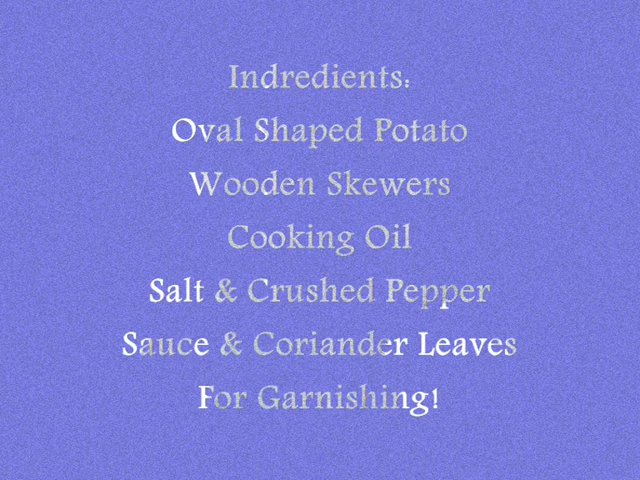 Indredients:
Oval Shaped Potato
Wooden Skewers
Cooking Oil
Salt & Crushed Pepper
Sauce & Coriander Leaves
For Garnishing!